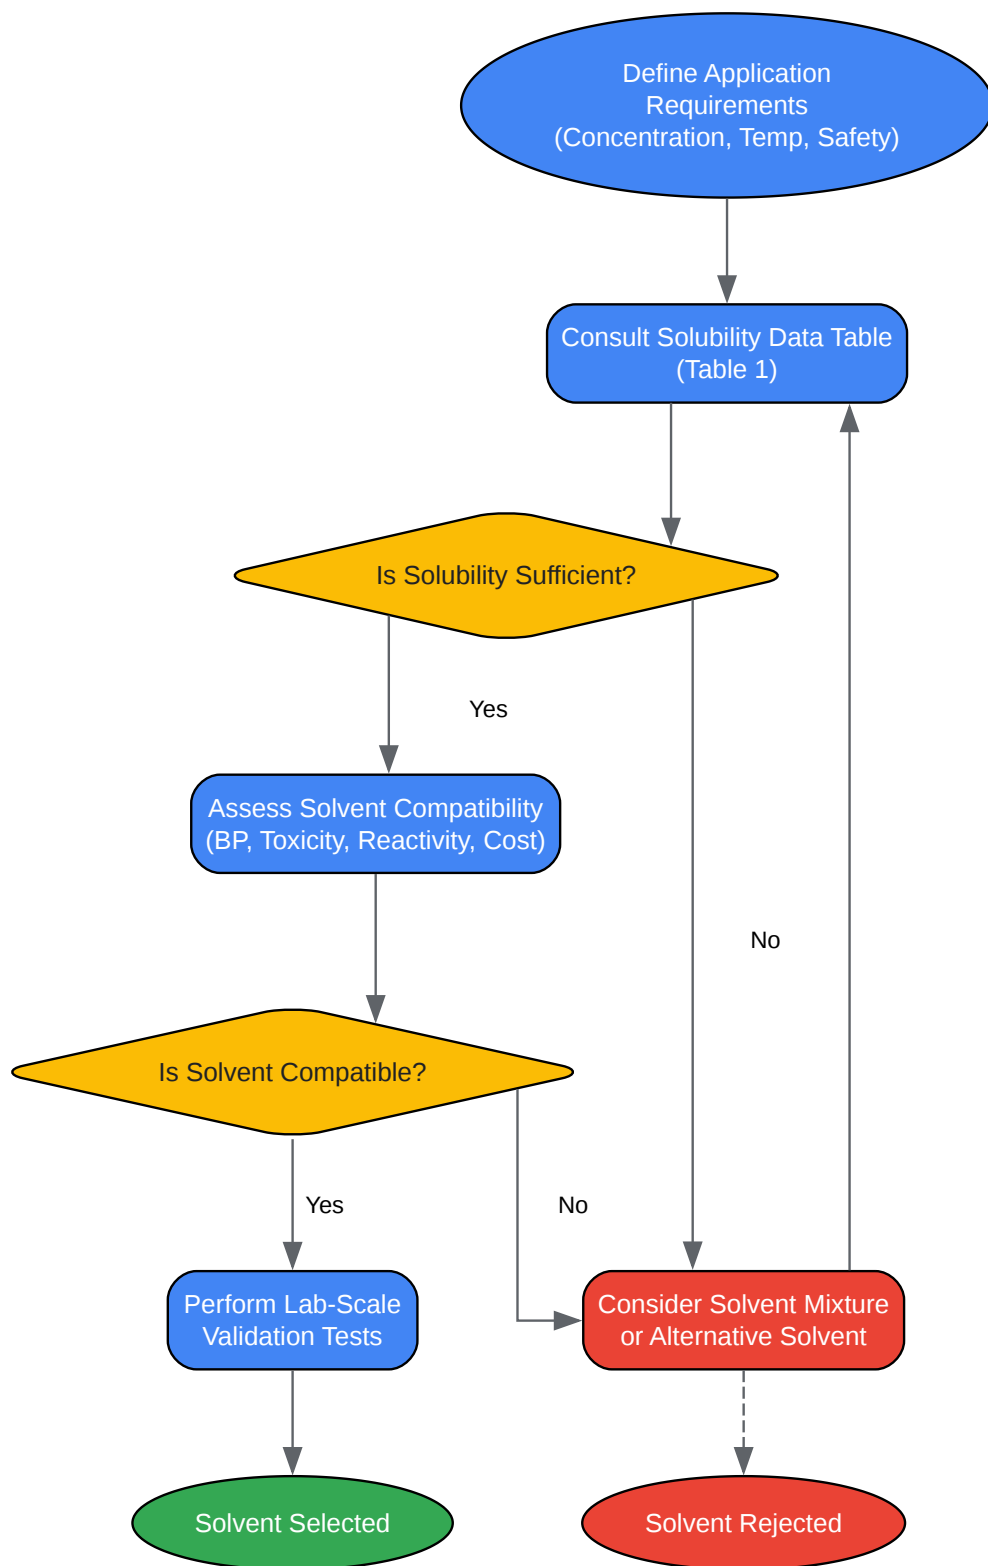 Define Application
Requirements
(Concentration, Temp, Safety)
Consult Solubility Data Table
(Table 1)
Is Solubility Sufficient?
Yes
Assess Solvent Compatibility
(BP, Toxicity, Reactivity, Cost)
No
Is Solvent Compatible?
Yes
No
Perform Lab-Scale
Validation Tests
Consider Solvent Mixture
or Alternative Solvent
Solvent Selected
Solvent Rejected